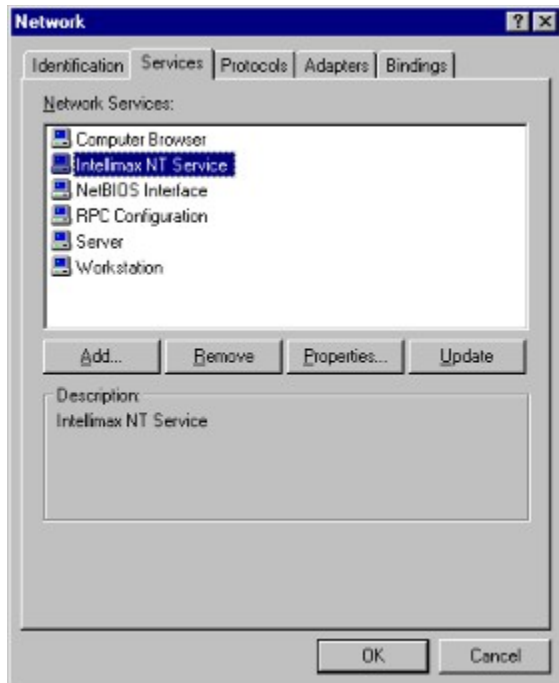 Network
Identification Services Protocols Adapters Bindings
Network Services:
Computer Browser
Intellimax NT Service
NetBIOS Interface
RPC Configuration
Server
Workstation
Add... Remove Properties... Update
Description:
Intellimax NT Service
OK Cancel